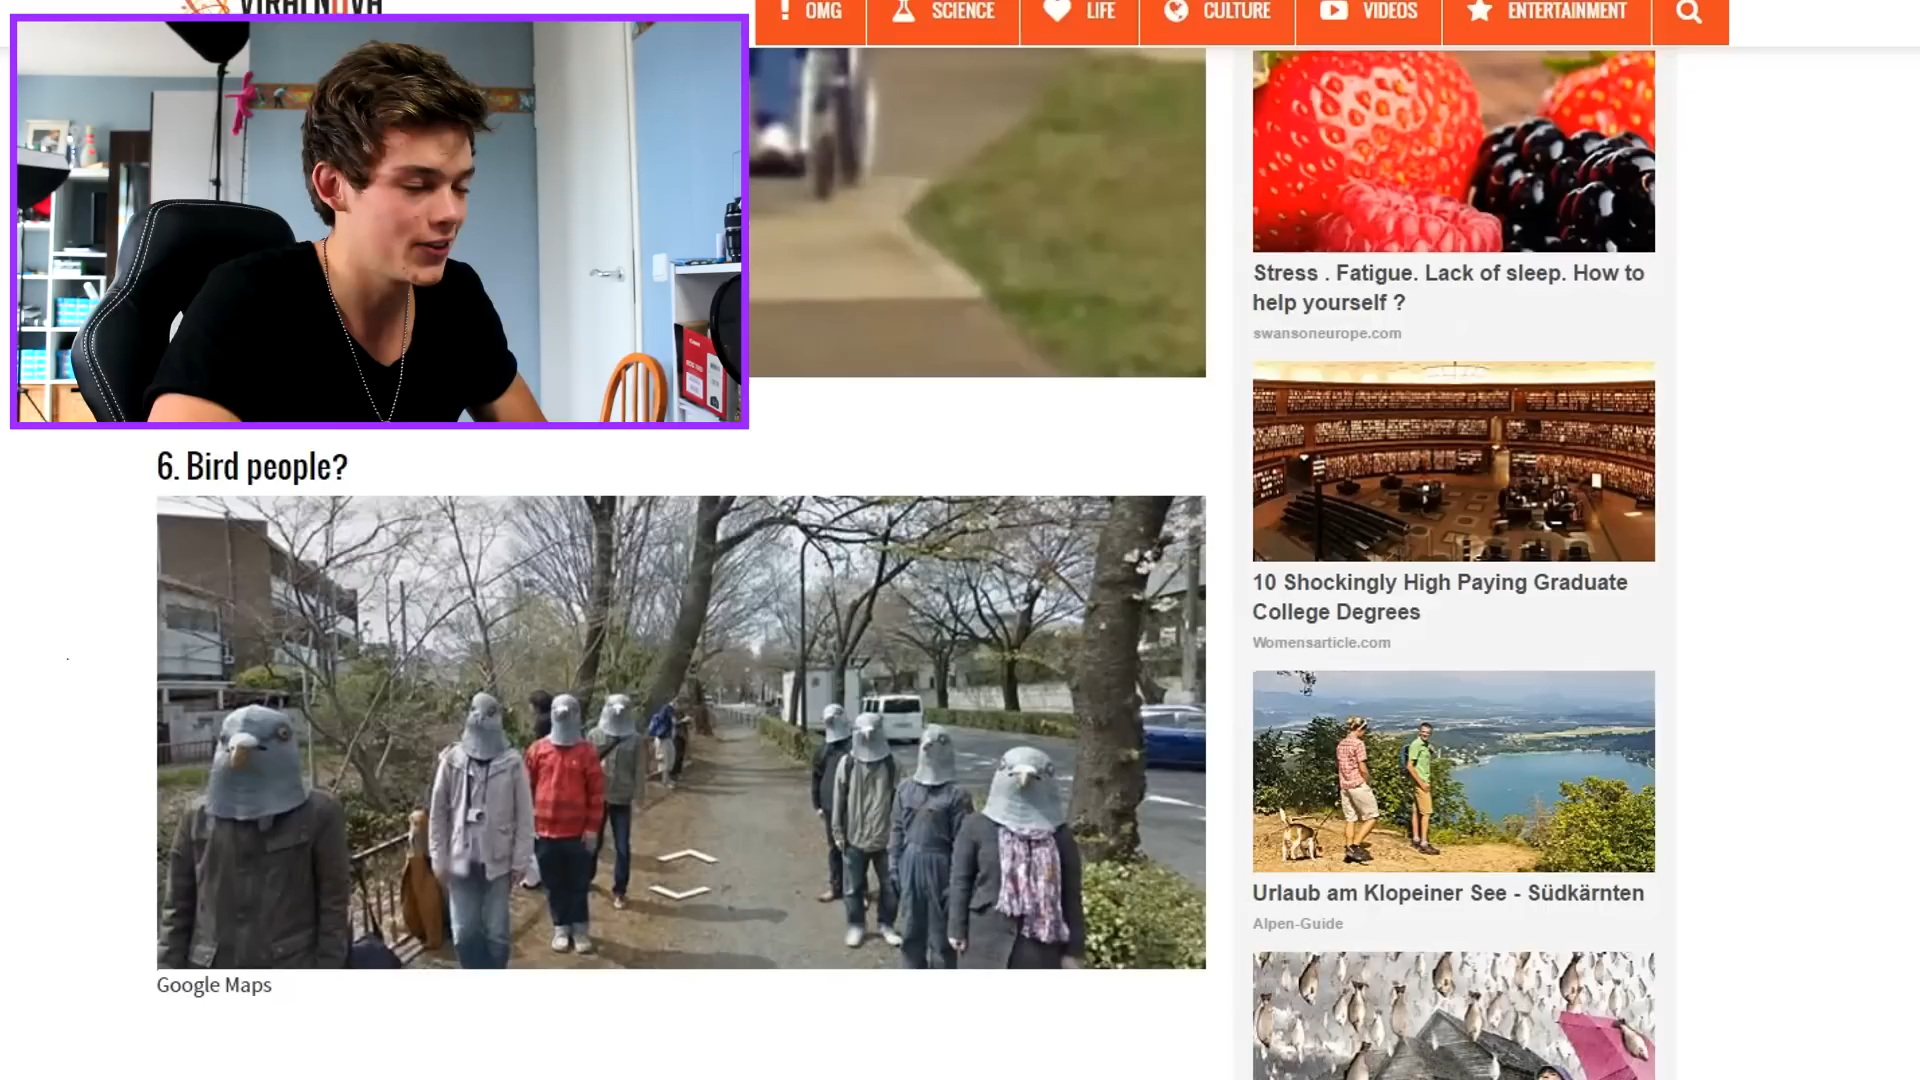 VIRALNOVA
OMG
SCIENCE
LIFE
CULTURE
VIDEOS
ENTERTAINMENT
6. Bird people?
Google Maps
Stress . Fatigue. Lack of sleep. How to
help yourself ?
swansoneurope.com
10 Shockingly High Paying Graduate
College Degrees
Womensarticle.com
Urlaub am Klopeiner See - Südkärnten
Alpen-Guide